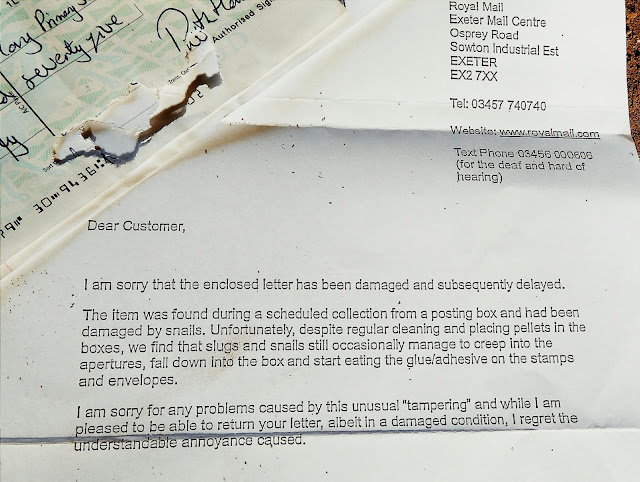 Primary
seventy five
Authorised Sig
Royal Mail
Exeter Mail Centre
Osprey Road
Sowton Industrial Est
EXETER
EX2 7XX
Tel: 03457 740740
Website: www.royalmail.com
Text Phone 03456 000606
(for the deaf and hard of
hearing)
Dear Customer,
I am sorry that the enclosed letter has been damaged and subsequently delayed.
The item was found during a scheduled collection from a posting box and had been
damaged by snails. Unfortunately, despite regular cleaning and placing pellets in the
boxes, we find that slugs and snails still occasionally manage to creep into the
apertures, fall down into the box and start eating the glue/adhesive on the stamps
and envelopes.
I am sorry for any problems caused by this unusual "tampering" and while I am
pleased to be able to return your letter, albeit in a damaged condition, I regret the
understandable annoyance caused.